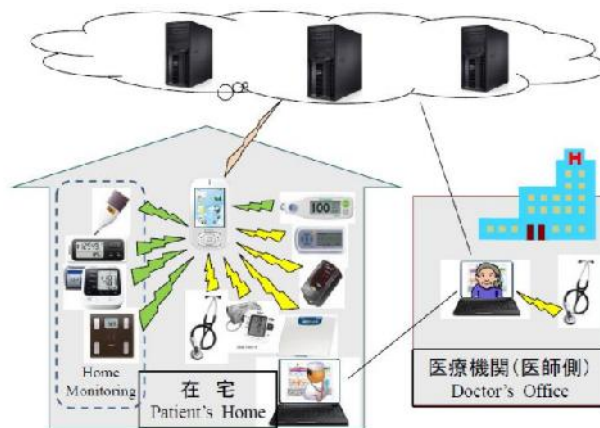 H
100
Home
Monitoring
在 宅
Patient's Home
医療機関(医師側)
Doctor's Office